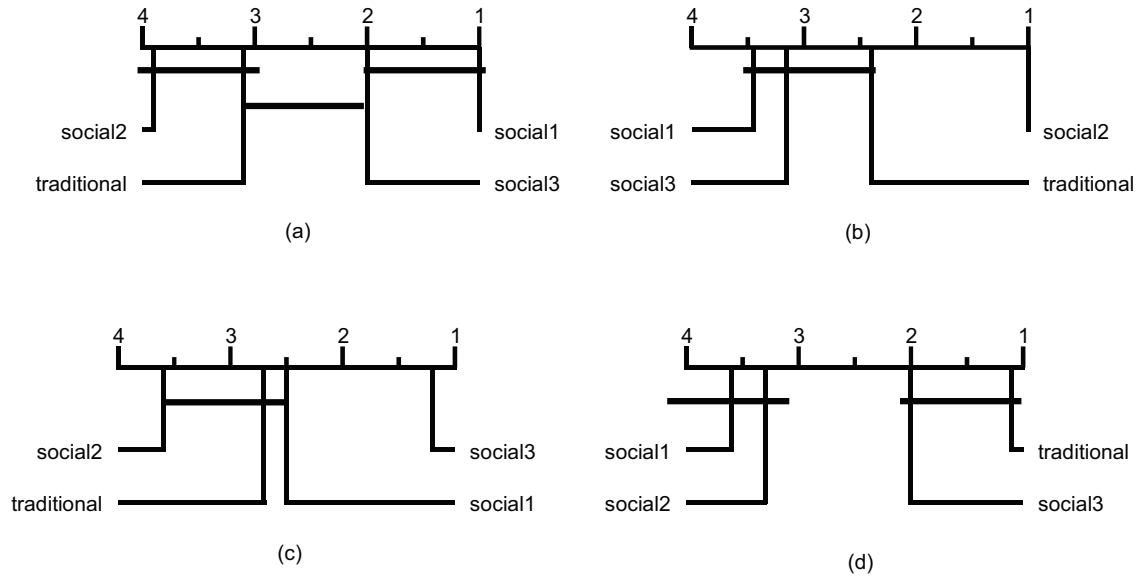 4 3 2 1
social2 social1
traditional social3
(a)
4 3 2 1
social1 social2
social3 traditional
(b)
4 3 2 1
social2 social3
traditional social1
(c)
4 3 2 1
social1 traditional
social2 social3
(d)